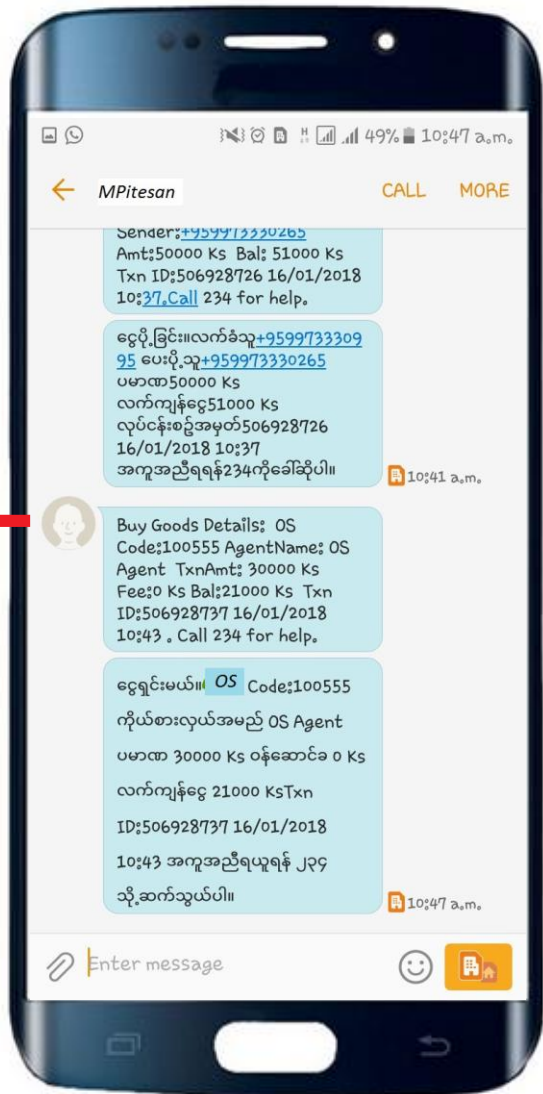 49% 10:47 a.m.
MPitesan CALL MORE
Sender:+959973330265
Amt:50000 Ks Bal: 51000 Ks
Txn ID:506928726 16/01/2018
10:37.Call 234 for help.
ငွေပို့ခြင်း။လက်ခံသူ+9599733309
95 ပေးပို့သူ+959973330265
ပမာဏ50000 Ks
လက်ကျန်ငွေ51000 Ks
လုပ်ငန်းစဥ်အမှတ်506928726
16/01/2018 10:37
အကူအညီရရန်234ကိုခေါ်ဆိုပါ။
10:41 a.m.
Buy Goods Details: OS
Code:100555 AgentName: OS
Agent TxnAmt: 30000 Ks
Fee:0 Ks Bal:21000 Ks Txn
ID:506928737 16/01/2018
10:43 . Call 234 for help.
ငွေရှင်းမယ်။ OS Code:100555
ကိုယ်စားလှယ်အမည် OS Agent
ပမာဏ 30000 Ks ဝန်ဆောင်ခ 0 Ks
လက်ကျန်ငွေ 21000 KsTxn
ID:506928737 16/01/2018
10:43 အကူအညီရယူရန် ၂၃၄
သို့ဆက်သွယ်ပါ။
10:47 a.m.
Enter message